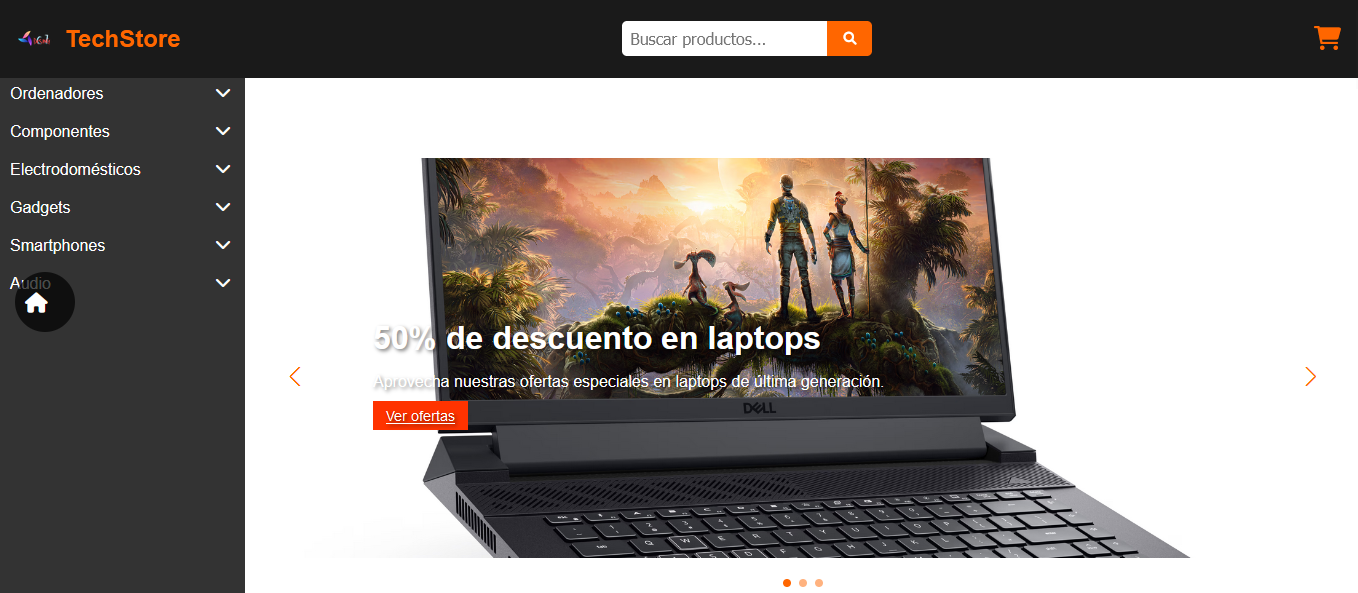 TechStore
Buscar productos...
Ordenadores
Componentes
Electrodomésticos
Gadgets
Smartphones
Audio
50% de descuento en laptops
Aprovecha nuestras ofertas especiales en laptops de última generación.
Ver ofertas
DELL